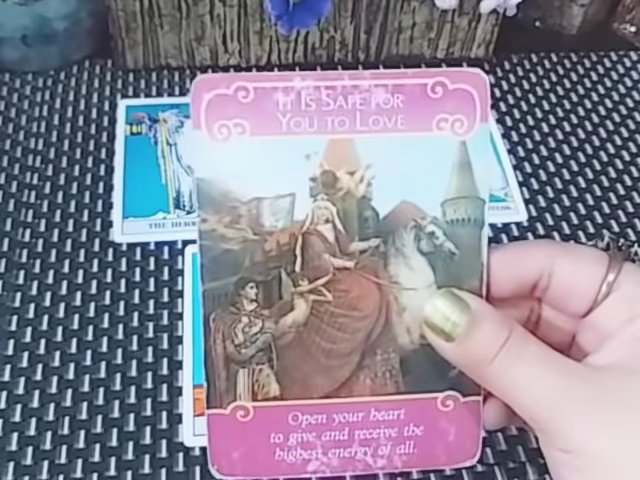 It Is Safe for
You to Love
THE HER
Open your heart
to give and receive the
highest energy of all.